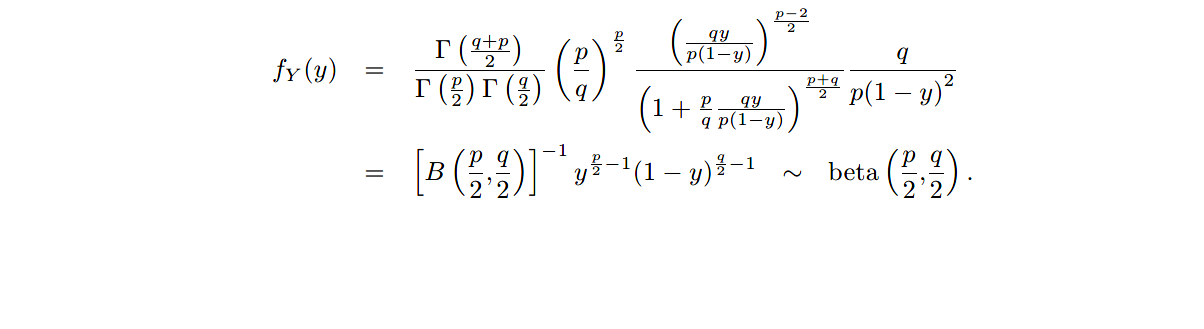 f_Y(y) = \frac{\Gamma\left(\frac{q+p}{2}\right)}{\Gamma\left(\frac{p}{2}\right)\Gamma\left(\frac{q}{2}\right)} \left(\frac{p}{q}\right)^{\frac{p}{2}} \frac{\left(\frac{qy}{p(1-y)}\right)^{\frac{p-2}{2}}}{\left(1+\frac{p}{q}\frac{qy}{p(1-y)}\right)^{\frac{p+q}{2}}} \frac{q}{p(1-y)^2}
= \left[B\left(\frac{p}{2},\frac{q}{2}\right)\right]^{-1} y^{\frac{p}{2}-1}(1-y)^{\frac{q}{2}-1} \sim \text{beta}\left(\frac{p}{2},\frac{q}{2}\right).